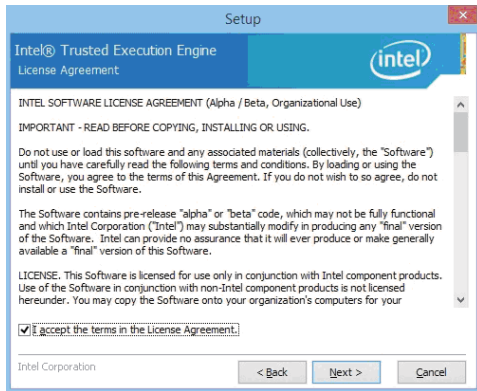 Setup
Intel® Trusted Execution Engine
License Agreement
intel
INTEL SOFTWARE LICENSE AGREEMENT (Alpha / Beta, Organizational Use)
IMPORTANT - READ BEFORE COPYING, INSTALLING OR USING.
Do not use or load this software and any associated materials (collectively, the "Software")
until you have carefully read the following terms and conditions. By loading or using the
Software, you agree to the terms of this Agreement. If you do not wish to so agree, do not
install or use the Software.
The Software contains pre-release "alpha" or "beta" code, which may not be fully functional
and which Intel Corporation ("Intel") may substantially modify in producing any "final" version
of the Software. Intel can provide no assurance that it will ever produce or make generally
available a "final" version of this Software.
LICENSE. This Software is licensed for use only in conjunction with Intel component products.
Use of the Software in conjunction with non-Intel component products is not licensed
hereunder. You may copy the Software onto your organization's computers for your
I accept the terms in the License Agreement.
Intel Corporation
< Back
Next >
Cancel